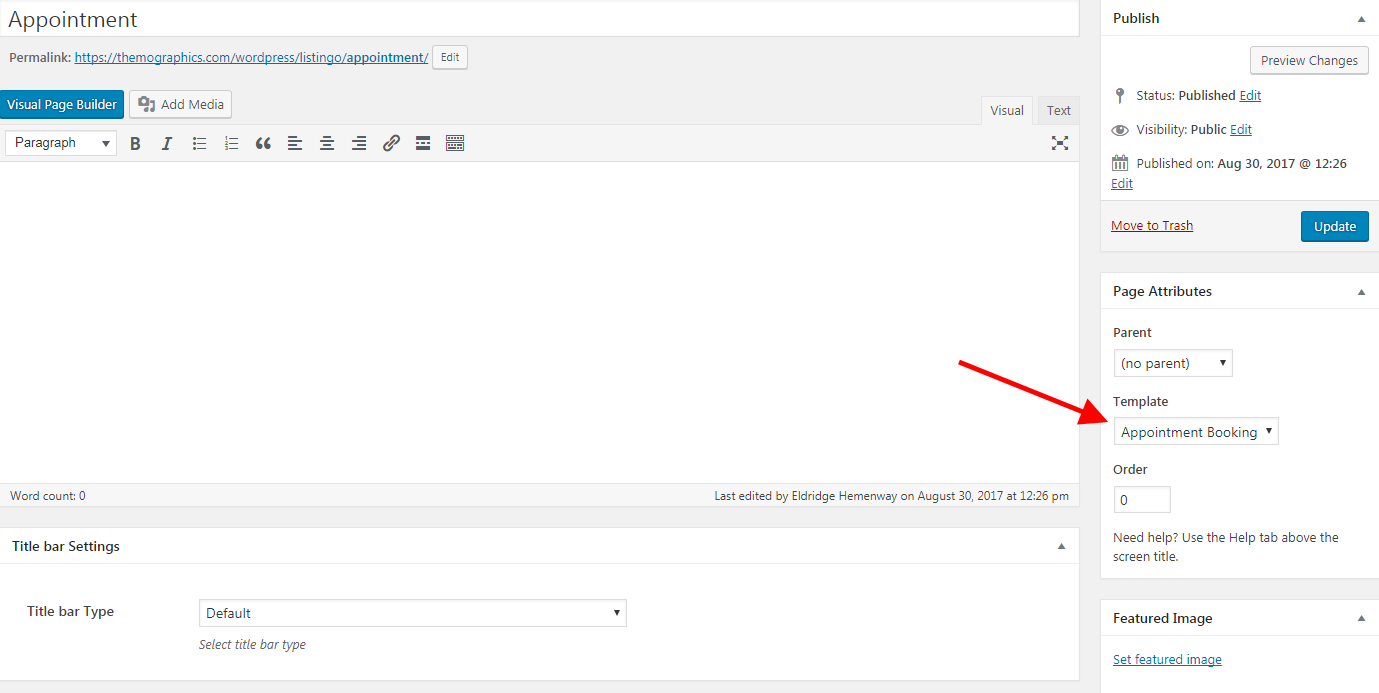 Appointment
Permalink: https://themographics.com/wordpress/listingo/appointment/ Edit
Visual Page Builder Add Media
Visual Text
Paragraph
Word count: 0
Last edited by Eldridge Hemenway on August 30, 2017 at 12:26 pm
Title bar Settings
Title bar Type
Default
Select title bar type
Publish
Preview Changes
Status: Published Edit
Visibility: Public Edit
Published on: Aug 30, 2017 @ 12:26
Edit
Move to Trash
Update
Page Attributes
Parent
(no parent)
Template
Appointment Booking
Order
0
Need help? Use the Help tab above the
screen title.
Featured Image
Set featured image